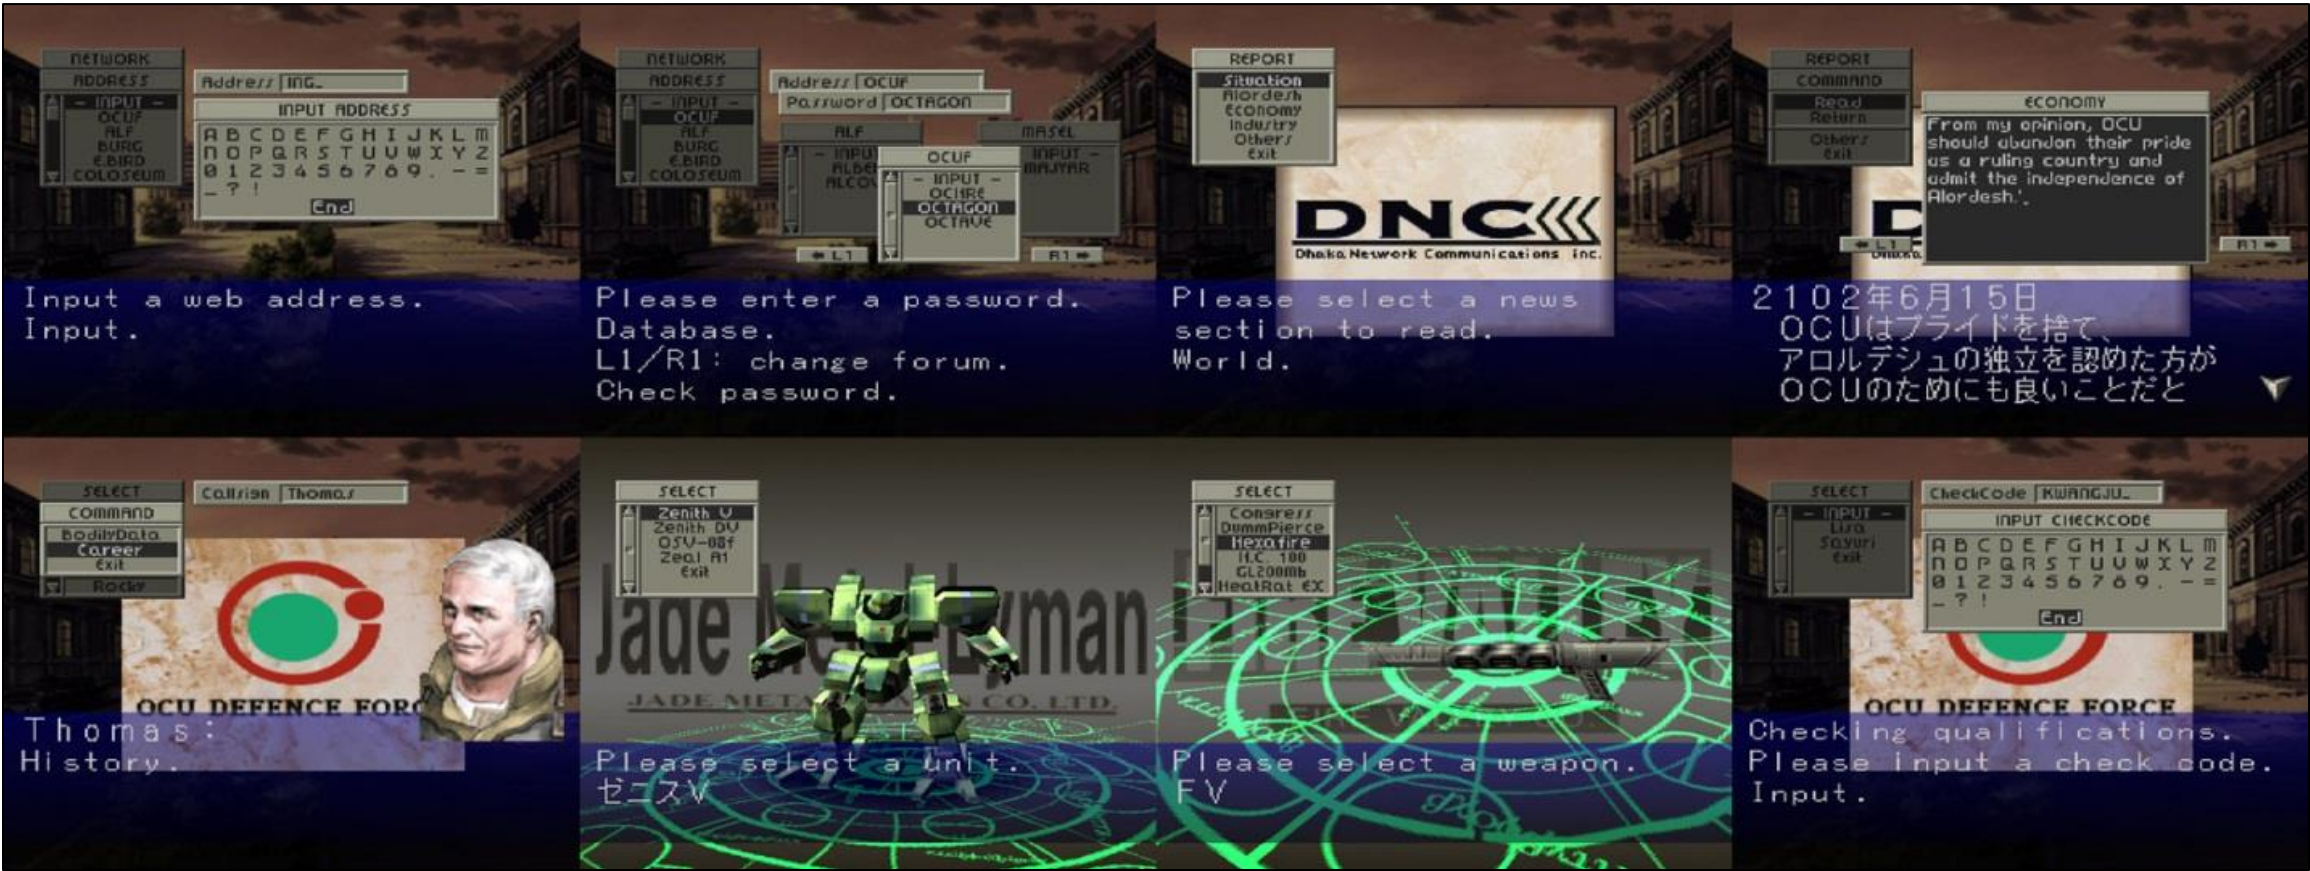 NETWORK
ADDRESS
- INPUT -
OCUF
ALF
BURG
E.BIRD
COLOSEUM
Address ING_
INPUT ADDRESS
A B C D E F G H I J K L M
N O P Q R S T U V W X Y Z
0 1 2 3 4 5 6 7 8 9 . - =
_ ? !
End
Input a web address.
Input.
NETWORK
ADDRESS
- INPUT -
OCUF
ALF
BURG
E.BIRD
COLOSEUM
Address OCUF
Password OCTAGON
ALF
MASEL
OCUF
- INPUT -
OCHRE
OCTAGON
OCTAVE
INPUT -
MAJYAR
L1
R1
Please enter a password.
Database.
L1/R1: change forum.
Check password.
REPORT
Situation
Alordesh
Economy
Industry
Others
Exit
DNC
Dhaka Network Communications inc.
Please select a news
section to read.
World.
REPORT
COMMAND
Read
Return
Others
Exit
ECONOMY
From my opinion, OCU
should abandon their pride
as a ruling country and
admit the independence of
Alordesh.'.
L1
R1
2102年6月15日
OCUはプライドを捨て、
アロルデシュの独立を認めた方が
OCUのためにも良いことだと
SELECT
COMMAND
BodilyData
Career
Exit
Rocky
Callsign Thomas
OCU DEFENCE FORC
Thomas:
History.
SELECT
Zenith V
Zenith DV
OSV-08f
Zeal A1
Exit
Jade Me Lyman
JADE META N CO. LTD.
Please select a unit.
ゼニスV
SELECT
Congress
DummPierce
Hexafire
M.C. 100
GL200Mb
HeatRat EX
Please select a weapon.
FV
SELECT
- INPUT -
Lisa
Sayuri
Exit
CheckCode KWANGJU_
INPUT CHECKCODE
A B C D E F G H I J K L M
N O P Q R S T U V W X Y Z
0 1 2 3 4 5 6 7 8 9 . - =
_ ? !
End
OCU DEFENCE FORCE
Checking qualifications.
Please input a check code.
Input.